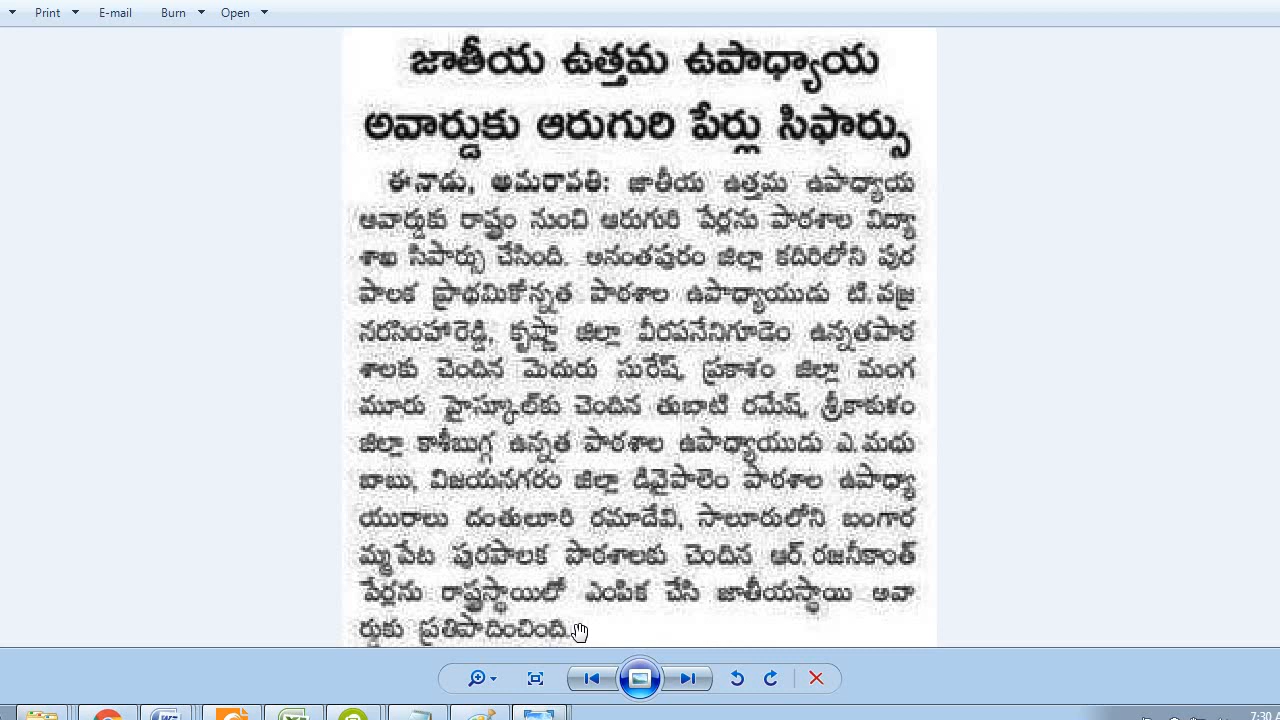 Print E-mail Burn Open
జాతీయ ఉత్తమ ఉపాధ్యాయ
అవార్డుకు ఆరుగురి పేర్లు సిఫార్సు
ఈనాడు, అమరావతి: జాతీయ ఉత్తమ ఉపాధ్యాయ
అవార్డుకు రాష్ట్రం నుంచి ఆరుగురి పేర్లను పాఠశాల విద్యా
శాఖ సిపార్సు చేసింది. అనంతపురం జిల్లా కదిరిలోని పుర
పాలక ప్రాథమికోన్నత పాఠశాల ఉపాధ్యాయుడు టి.వజ్ర
నరసింహారెడ్డి, కృష్ణా జిల్లా వీరపనేనిగూడెం ఉన్నతపాఠ
శాలకు చెందిన మెదురు సురేష్, ప్రకాశం జిల్లా మంగ
మూరు హైస్కూల్‌కు చెందిన తుబాటి రమేష్, శ్రీకాకుళం
జిల్లా కాశీబుగ్గ ఉన్నత పాఠశాల ఉపాధ్యాయుడు ఎ.మధు
బాబు, విజయనగరం జిల్లా డీవైపాలెం పాఠశాల ఉపాధ్యా
యురాలు దంతులూరి రమాదేవి, సాలూరులోని బంగార
మ్మపేట పురపాలక పాఠశాలకు చెందిన ఆర్.రజనీకాంత్
పేర్లను రాష్ట్రస్థాయిలో ఎంపిక చేసి జాతీయస్థాయి అవా
ర్డుకు ప్రతిపాదించింది.